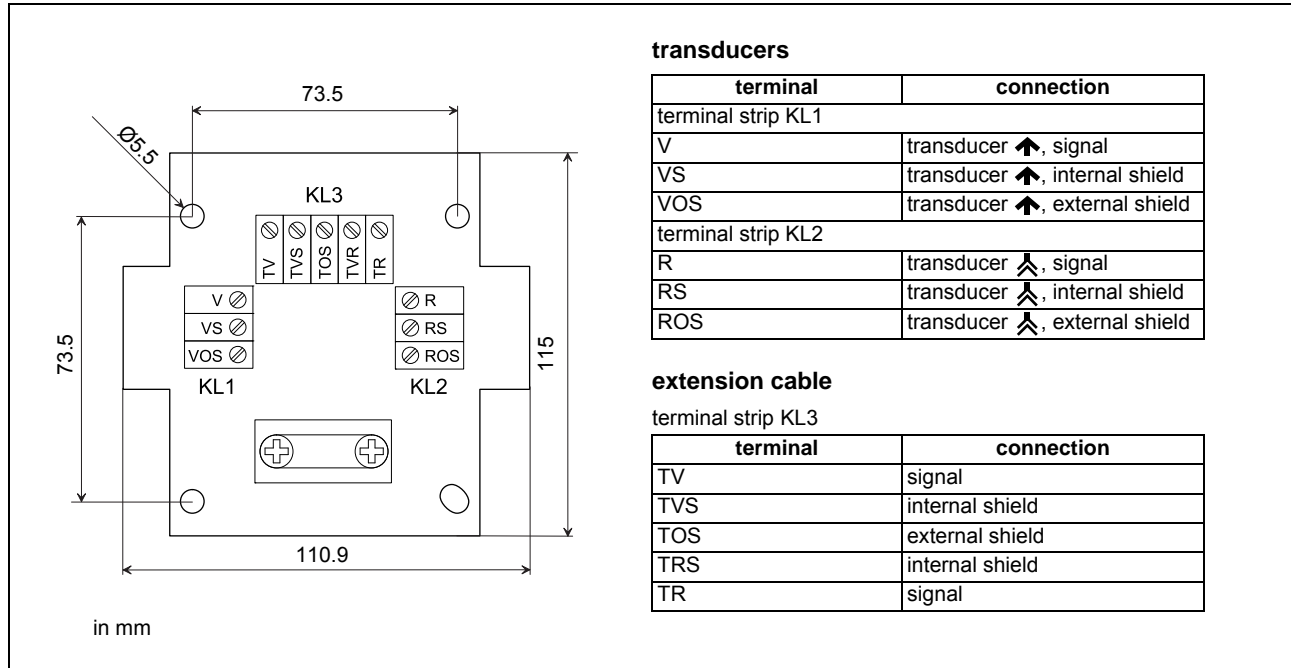 73.5
Ø5.5
KL3
TV TVS TOS TVR TR
V
VS
VOS
KL1
R
RS
ROS
KL2
73.5
115
110.9
in mm
transducers
terminal connection
terminal strip KL1
V transducer , signal
VS transducer , internal shield
VOS transducer , external shield
terminal strip KL2
R transducer , signal
RS transducer , internal shield
ROS transducer , external shield
extension cable
terminal strip KL3
terminal connection
TV signal
TVS internal shield
TOS external shield
TRS internal shield
TR signal